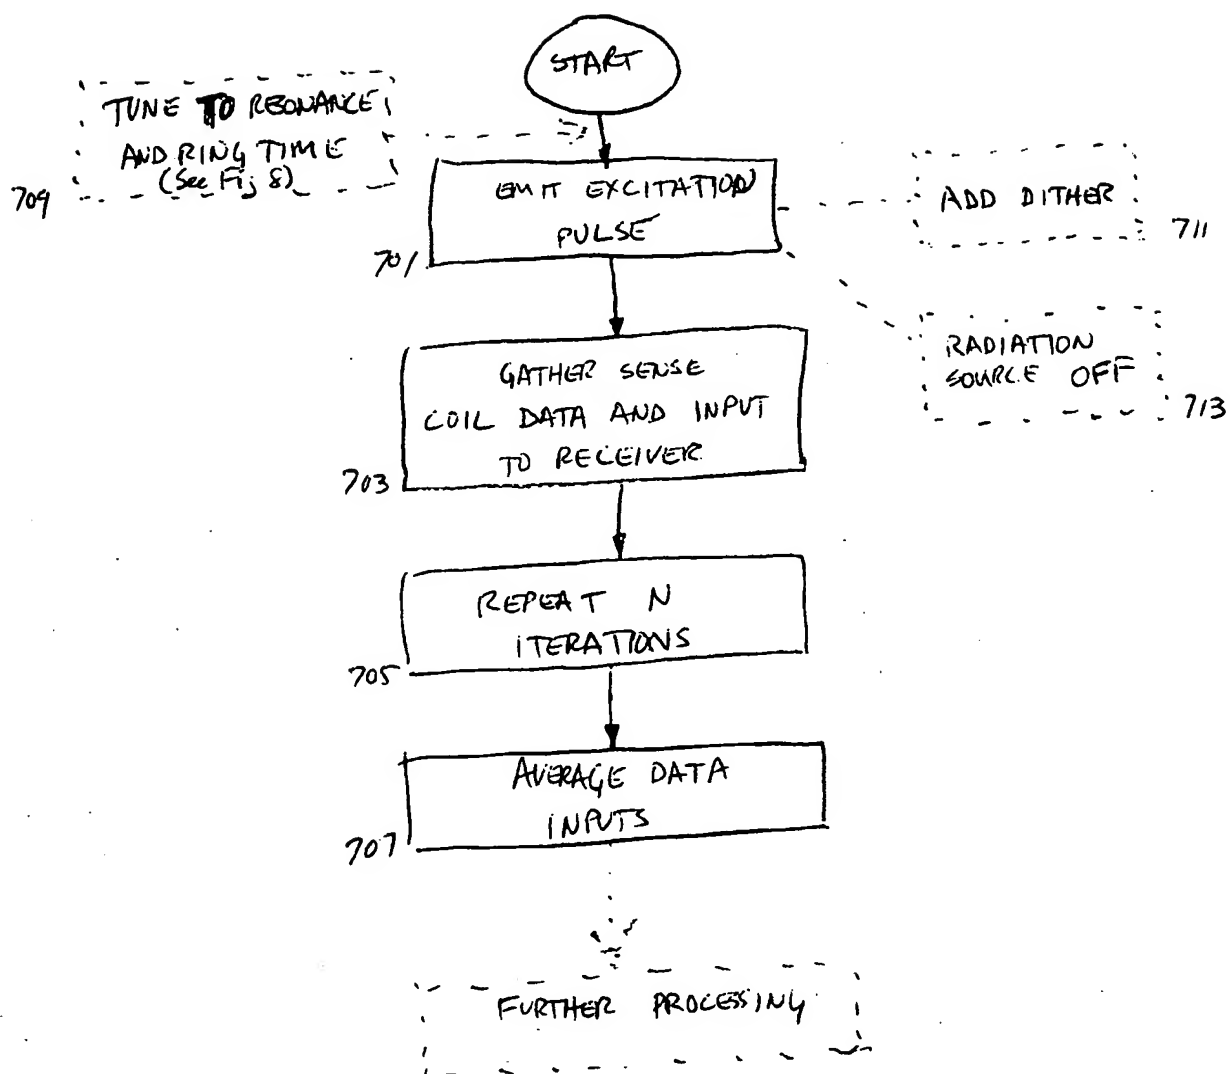 START
TUNE TO RESONANCE
AND RING TIME
(See Fig 8)
709
EMIT EXCITATION
PULSE
701
ADD DITHER
711
RADIATION
SOURCE OFF
713
GATHER SENSE
COIL DATA AND INPUT
TO RECEIVER
703
REPEAT N
ITERATIONS
705
AVERAGE DATA
INPUTS
707
FURTHER PROCESSING